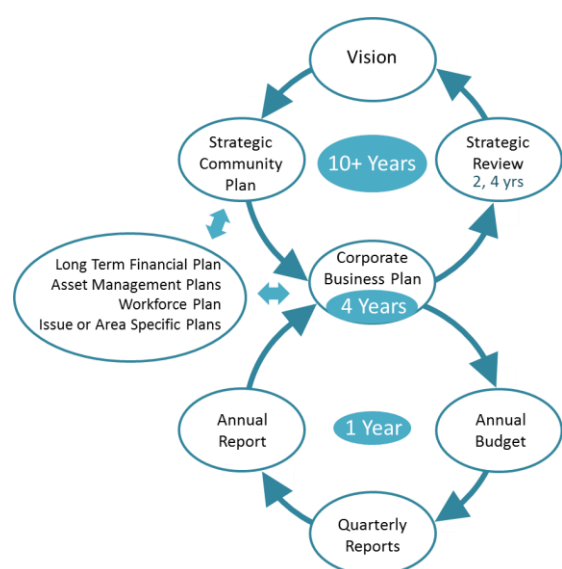 Vision
Strategic
Community
Plan
10+ Years
Strategic
Review
2, 4 yrs
Long Term Financial Plan
Asset Management Plans
Workforce Plan
Issue or Area Specific Plans
Corporate
Business Plan
4 Years
Annual
Report
1 Year
Annual
Budget
Quarterly
Reports